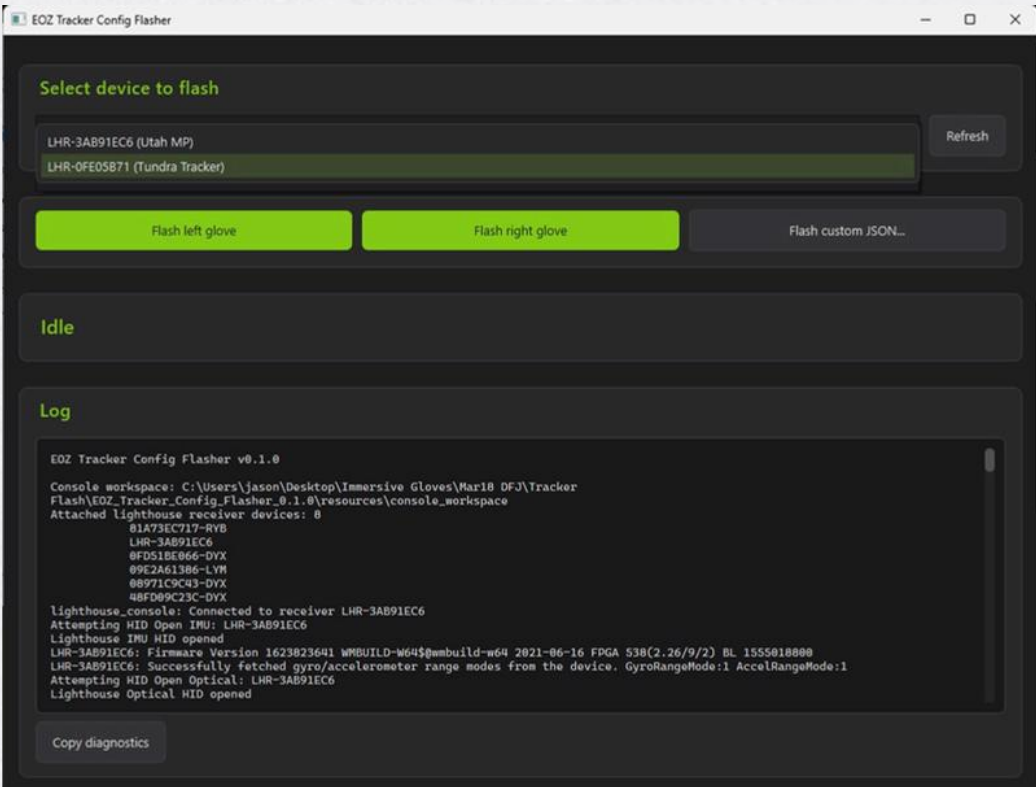 EOZ Tracker Config Flasher
Select device to flash
LHR-3AB91EC6 (Utah MP)
Refresh
LHR-0FE05B71 (Tundra Tracker)
Flash left glove
Flash right glove
Flash custom JSON...
Idle
Log
EOZ Tracker Config Flasher v0.1.0
Console workspace: C:\Users\jason\Desktop\Immersive Gloves\Mar18 DFJ\Tracker
Flash\EOZ_Tracker_Config_Flasher_0.1.0\resources\console_workspace
Attached lighthouse receiver devices: 8
81A73EC717-RYB
LHR-3AB91EC6
0FD51BE066-DYX
09E2A61386-LYM
08971C9C43-DYX
48FD09C23C-DYX
lighthouse_console: Connected to receiver LHR-3AB91EC6
Attempting HID Open IMU: LHR-3AB91EC6
Lighthouse IMU HID opened
LHR-3AB91EC6: Firmware Version 1623823641 WMBUILD-W64$@wmbuild-w64 2021-06-16 FPGA 538(2.26/9/2) BL 1555018800
LHR-3AB91EC6: Successfully fetched gyro/accelerometer range modes from the device. GyroRangeMode:1 AccelRangeMode:1
Attempting HID Open Optical: LHR-3AB91EC6
Lighthouse Optical HID opened
Copy diagnostics